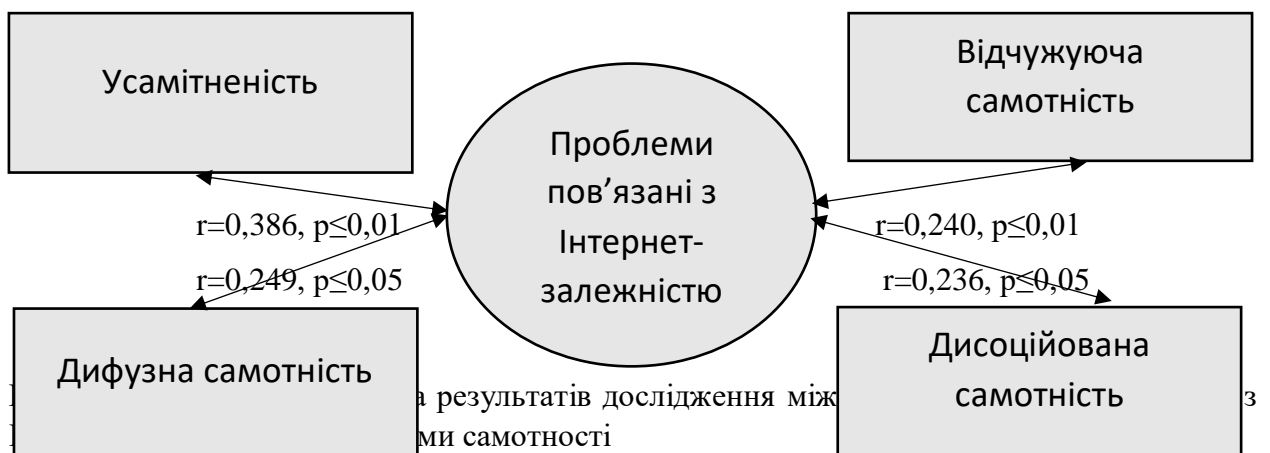 Усамітненість
Відчужуюча
самотність
Проблеми
пов’язані з
Інтернет-
залежністю
r=0,386, p≤0,01
r=0,249, p≤0,05
r=0,240, p≤0,01
r=0,236, p≤0,05
Дифузна самотність
Дисоційована
самотність
результатів дослідження між з
самотності